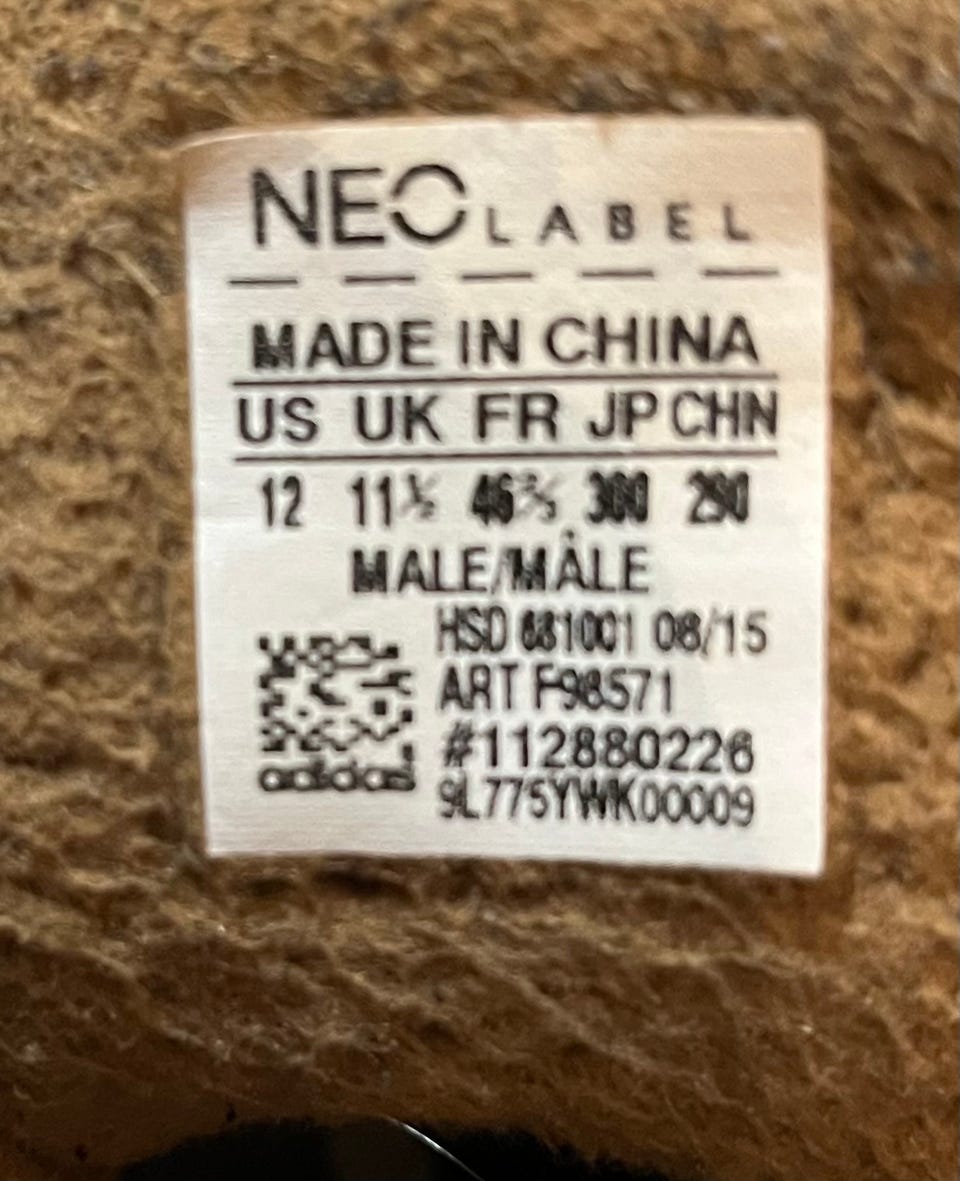 NEO LABEL
MADE IN CHINA
US UK FR JP CHN
12 11½ 46⅔ 300 290
MALE/MÂLE
HSD 681001 08/15
ART F98571
#112880226
9L775YWK00009
adidas